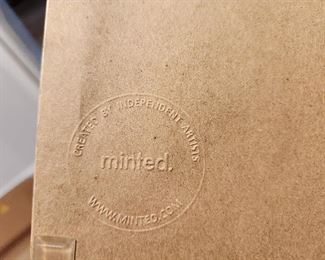 CREATED BY INDEPENDENT ARTISTS
minted.
WWW.MINTED.COM